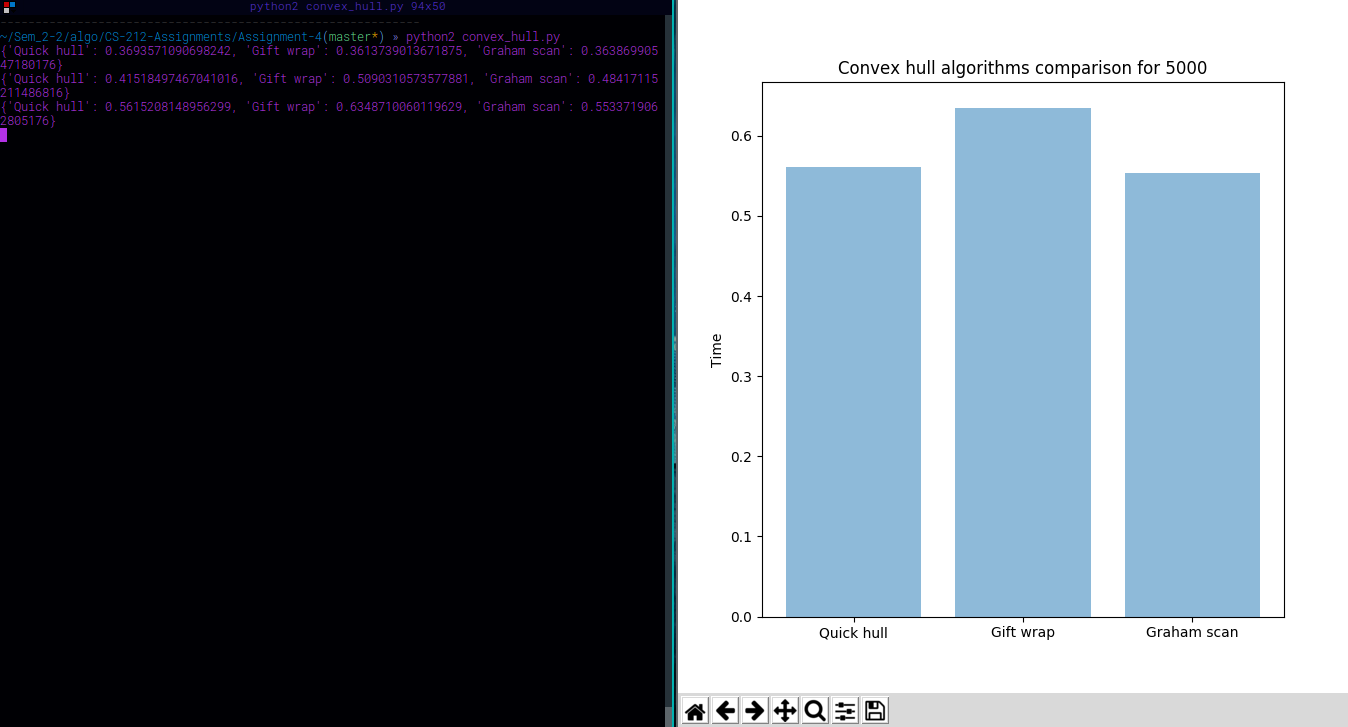 python2 convex_hull.py 94x50
~/Sem_2-2/algo/CS-212-Assignments/Assignment-4(master*) » python2 convex_hull.py
{'Quick hull': 0.3693571090698242, 'Gift wrap': 0.3613739013671875, 'Graham scan': 0.363869905
47180176}
{'Quick hull': 0.41518497467041016, 'Gift wrap': 0.5090310573577881, 'Graham scan': 0.48417115
211486816}
{'Quick hull': 0.5615208148956299, 'Gift wrap': 0.6348710060119629, 'Graham scan': 0.553371906
2805176}
Convex hull algorithms comparison for 5000
0.6
0.5
0.4
0.3
0.2
0.1
0.0
Time
Quick hull
Gift wrap
Graham scan